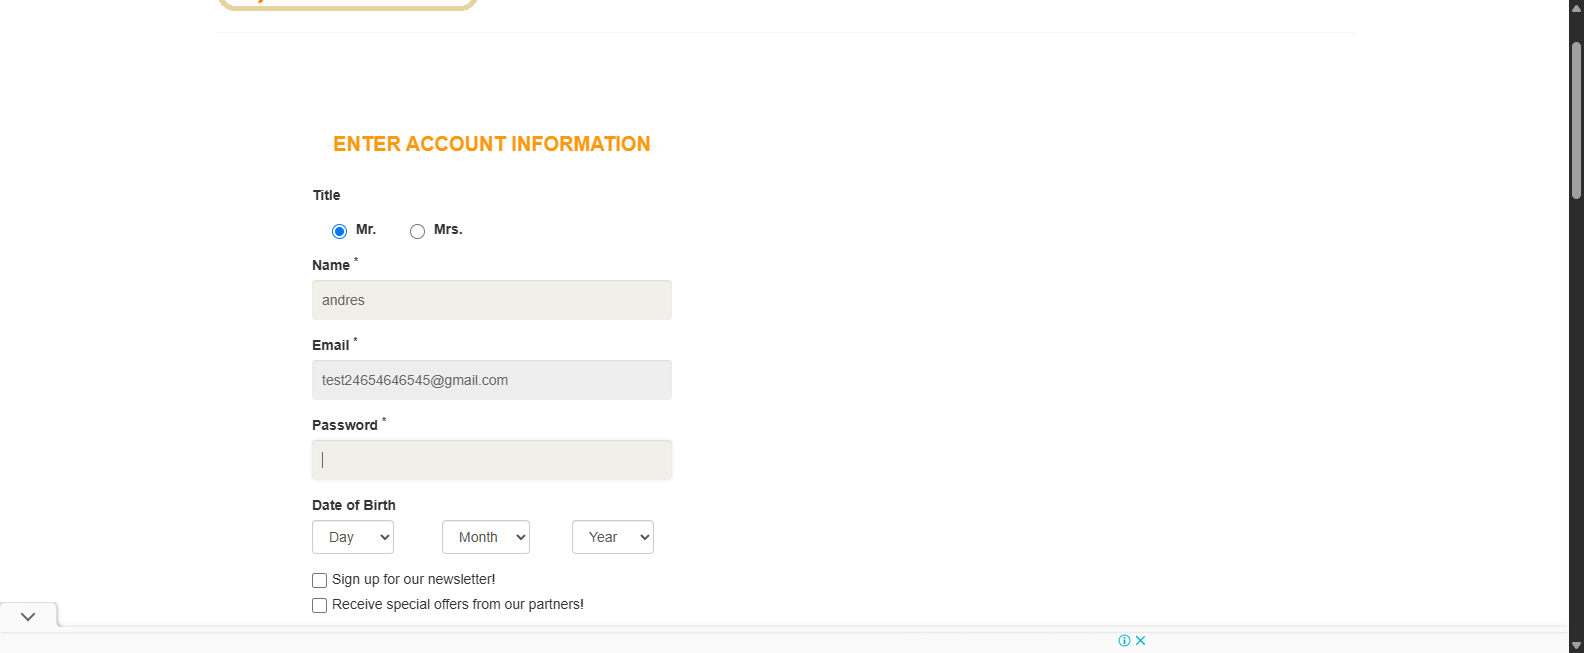 ENTER ACCOUNT INFORMATION
Title
Mr. Mrs.
Name *
andres
Email *
test24654646545@gmail.com
Password *
Date of Birth
Day Month Year
Sign up for our newsletter!
Receive special offers from our partners!